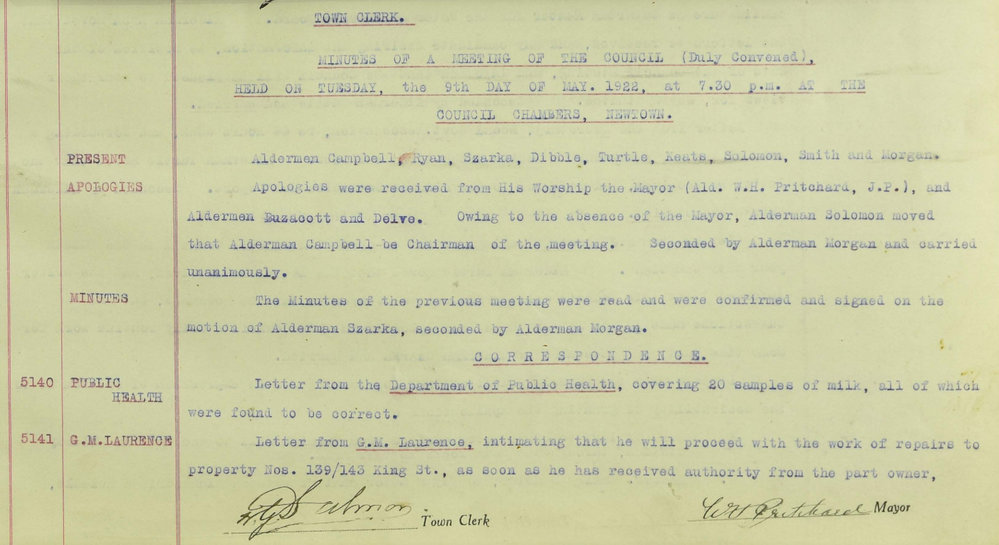 TOWN CLERK.
MINUTES OF A MEETING OF THE COUNCIL (Duly Convened),
HELD ON TUESDAY, the 9th DAY OF MAY. 1922, at 7.30 p.m. AT THE
COUNCIL CHAMBERS, NEWTOWN.
PRESENT Aldermen Campbell, Ryan, Szarka, Dibble, Turtle, Keats, Solomon, Smith and Morgan.
APOLOGIES Apologies were received from His Worship the Mayor (Ald. W.H. Pritchard, J.P.), and
Aldermen Buzacott and Delve. Owing to the absence of the Mayor, Alderman Solomon moved
that Alderman Campbell be Chairman of the meeting. Seconded by Alderman Morgan and carried
unanimously.
MINUTES The Minutes of the previous meeting were read and were confirmed and signed on the
motion of Alderman Szarka, seconded by Alderman Morgan.
CORRESPONDENCE.
5140 PUBLIC Letter from the Department of Public Health, covering 20 samples of milk, all of which
HEALTH were found to be correct.
5141 G.M.LAURENCE Letter from G.M. Laurence, intimating that he will proceed with the work of repairs to
property Nos. 139/143 King St., as soon as he has received authority from the part owner,
Salmon Town Clerk WH Pritchard Mayor